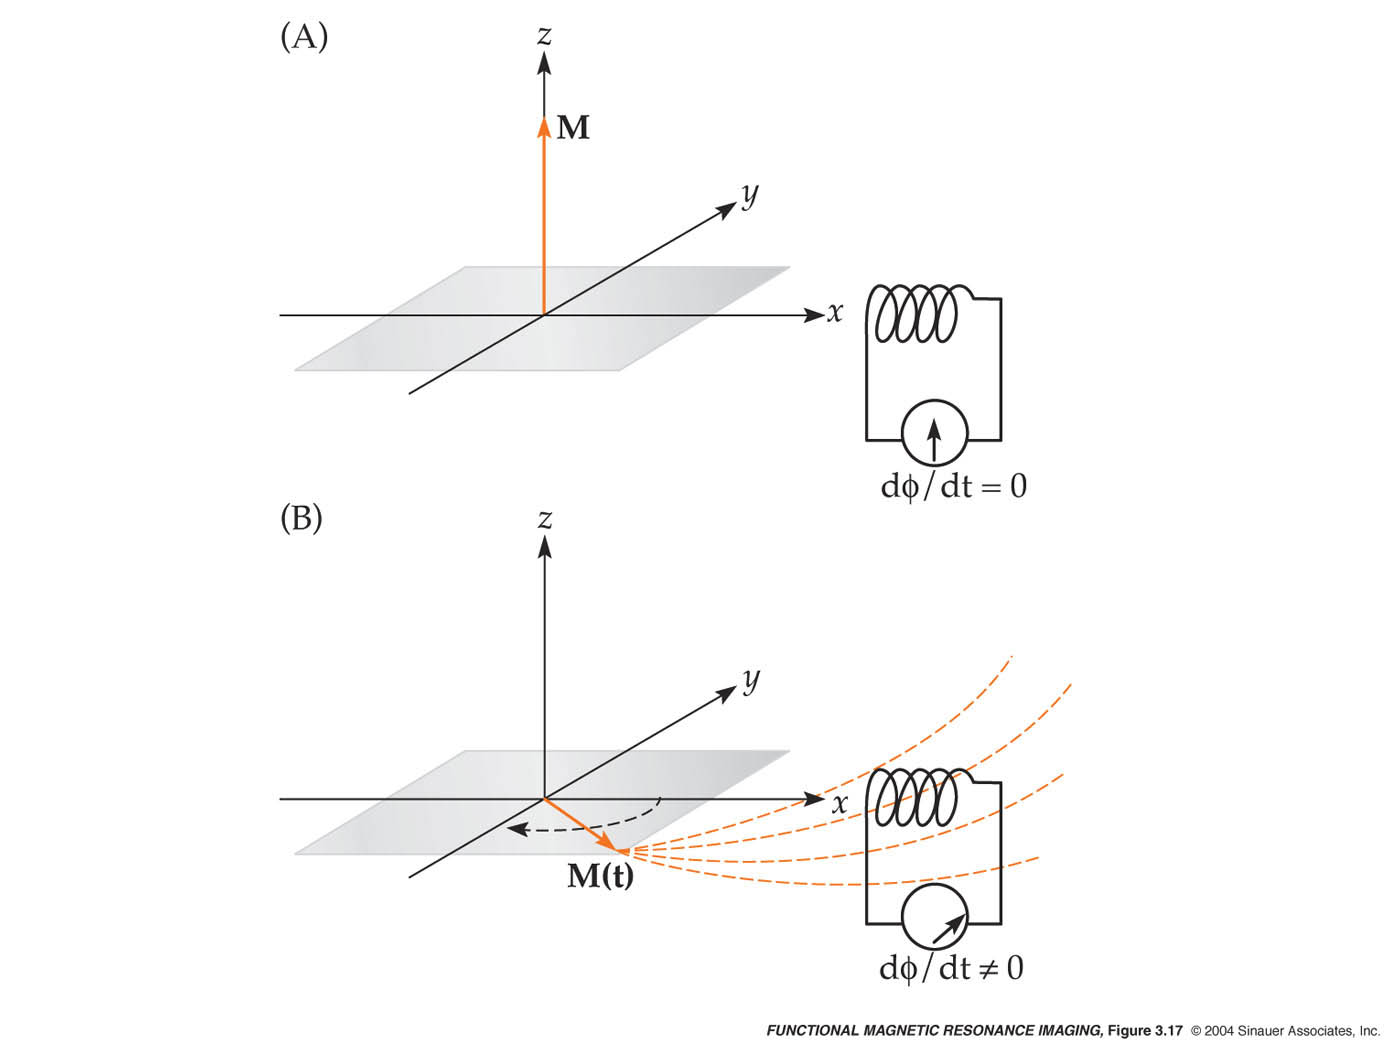 (A)
z
M
y
x
dϕ/dt = 0
(B)
z
y
x
M(t)
dϕ/dt ≠ 0
FUNCTIONAL MAGNETIC RESONANCE IMAGING, Figure 3.17 © 2004 Sinauer Associates, Inc.